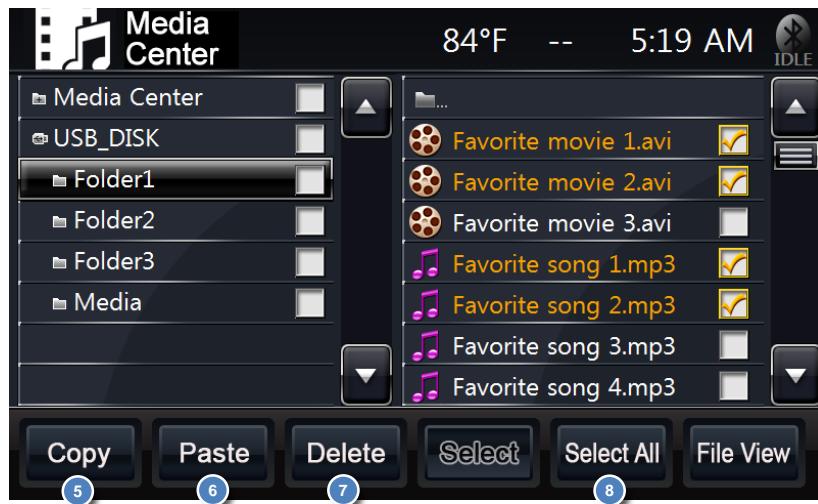 Media
Center
84°F -- 5:19 AM
IDLE
Media Center
USB_DISK
Folder1
Folder2
Folder3
Media
...
Favorite movie 1.avi
Favorite movie 2.avi
Favorite movie 3.avi
Favorite song 1.mp3
Favorite song 2.mp3
Favorite song 3.mp3
Favorite song 4.mp3
Copy Paste Delete Select Select All File View
5 6 7 8